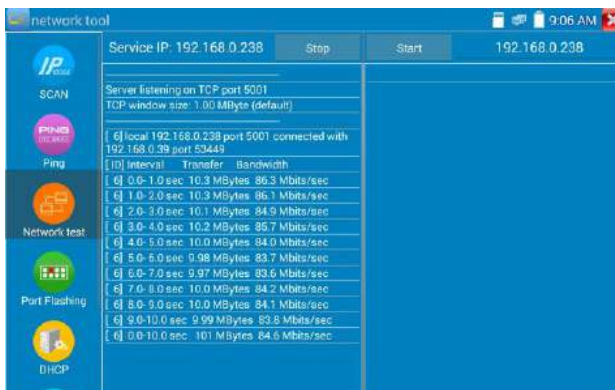 network tool
9:06 AM
Service IP: 192.168.0.238
Stop
Start
192.168.0.238
IP
SCAN
PING
Ping
Network test
Port Flashing
DHCP
Server listening on TCP port 5001
TCP window size: 1.00 MByte (default)
[ 6] local 192.168.0.238 port 5001 connected with
192.168.0.39 port 53449
[ ID] Interval Transfer Bandwidth
[ 6] 0.0- 1.0 sec 10.3 MBytes 86.3 Mbits/sec
[ 6] 1.0- 2.0 sec 10.3 MBytes 86.1 Mbits/sec
[ 6] 2.0- 3.0 sec 10.1 MBytes 84.9 Mbits/sec
[ 6] 3.0- 4.0 sec 10.2 MBytes 85.7 Mbits/sec
[ 6] 4.0- 5.0 sec 10.0 MBytes 84.0 Mbits/sec
[ 6] 5.0- 6.0 sec 9.98 MBytes 83.7 Mbits/sec
[ 6] 6.0- 7.0 sec 9.97 MBytes 83.6 Mbits/sec
[ 6] 7.0- 8.0 sec 10.0 MBytes 84.2 Mbits/sec
[ 6] 8.0- 9.0 sec 10.0 MBytes 84.1 Mbits/sec
[ 6] 9.0-10.0 sec 9.99 MBytes 83.8 Mbits/sec
[ 6] 0.0-10.0 sec 101 MBytes 84.6 Mbits/sec